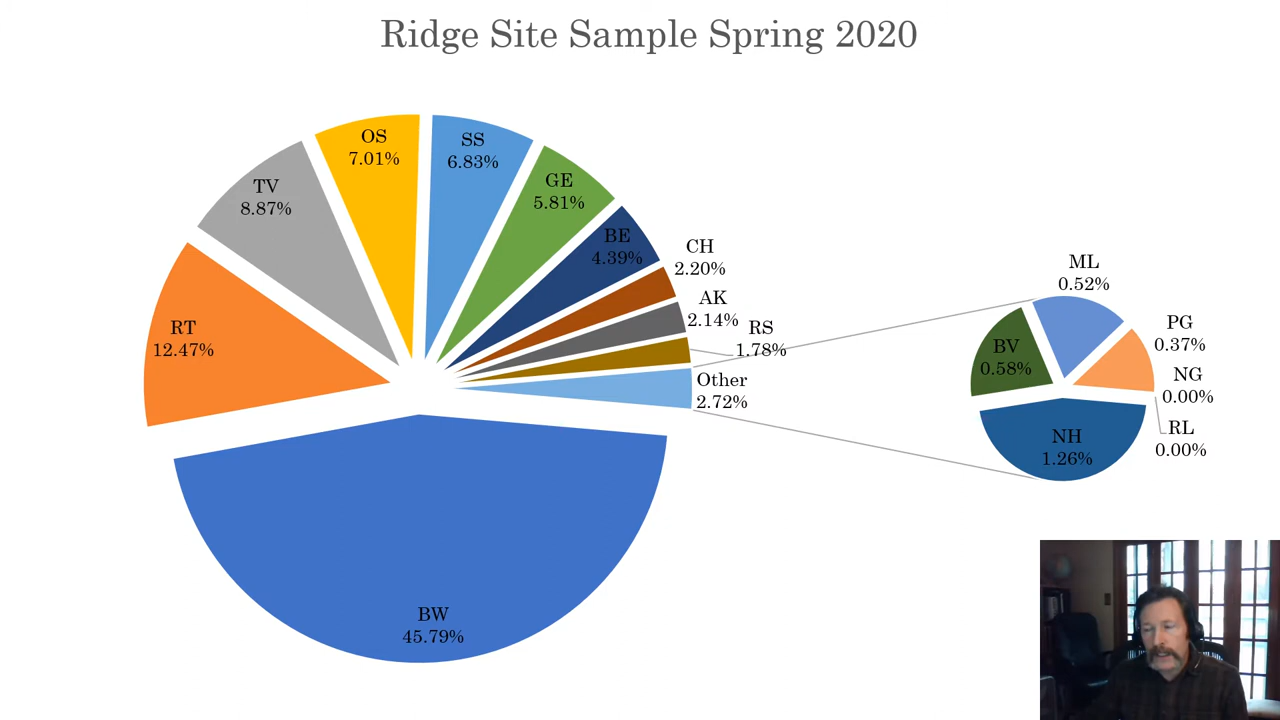 Ridge Site Sample Spring 2020
OS
7.01%
SS
6.83%
TV
8.87%
GE
5.81%
BE
4.39%
CH
2.20%
AK
2.14%
RS
1.78%
RT
12.47%
Other
2.72%
BW
45.79%
ML
0.52%
PG
0.37%
BV
0.58%
NG
0.00%
RL
0.00%
NH
1.26%